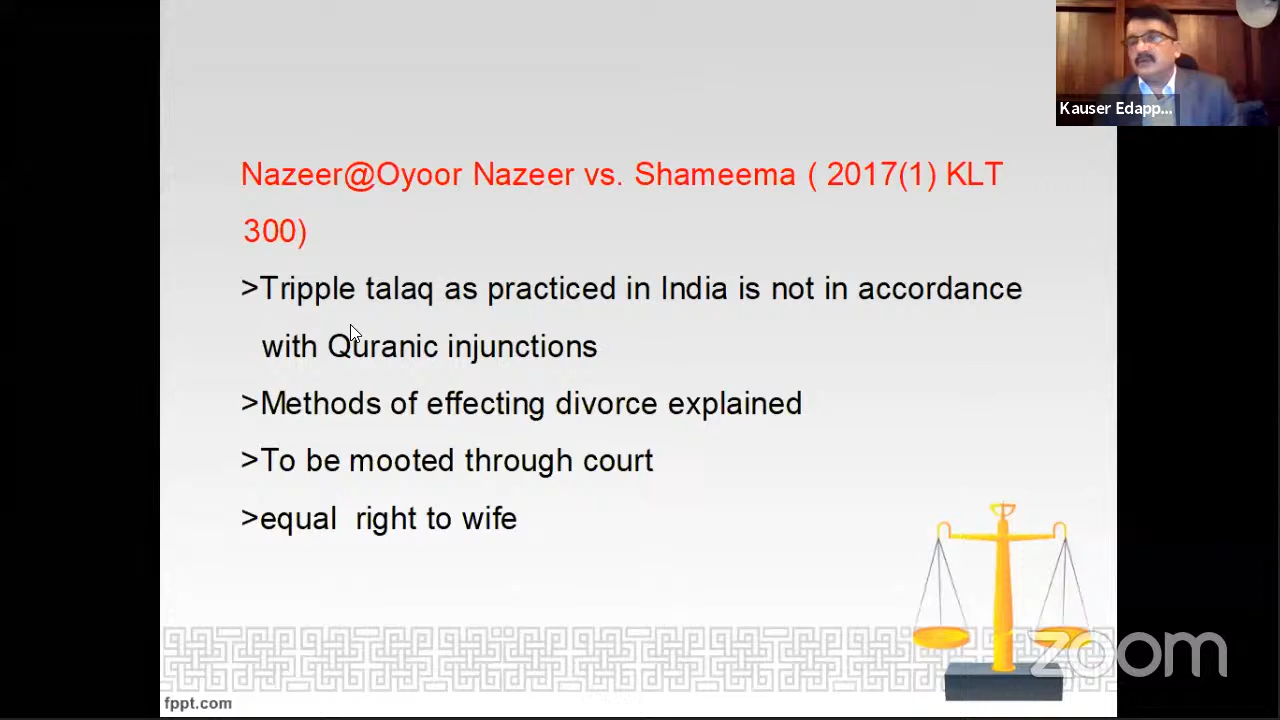 Kauser Edapp...
Nazeer@Oyoor Nazeer vs. Shameema ( 2017(1) KLT
300)
>Tripple talaq as practiced in India is not in accordance
with Quranic injunctions
>Methods of effecting divorce explained
>To be mooted through court
>equal  right to wife
zoom
fppt.com